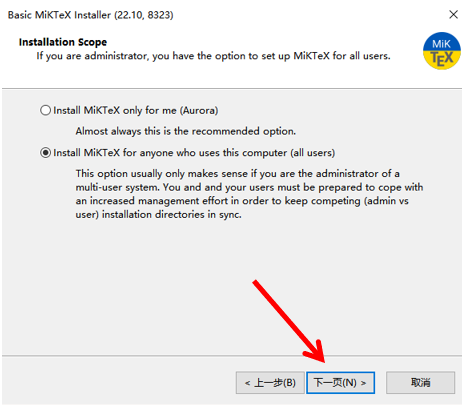 Basic MiKTeX Installer (22.10, 8323)
Installation Scope
If you are administrator, you have the option to set up MiKTeX for all users.
MiK
TEX
Install MiKTeX only for me (Aurora)
Almost always this is the recommended option.
Install MiKTeX for anyone who uses this computer (all users)
This option usually only makes sense if you are the administrator of a
multi-user system. You and and your users must be prepared to cope with
an increased management effort in order to keep competing (admin vs
user) installation directories in sync.
< 上一步(B) 下一页(N) > 取消